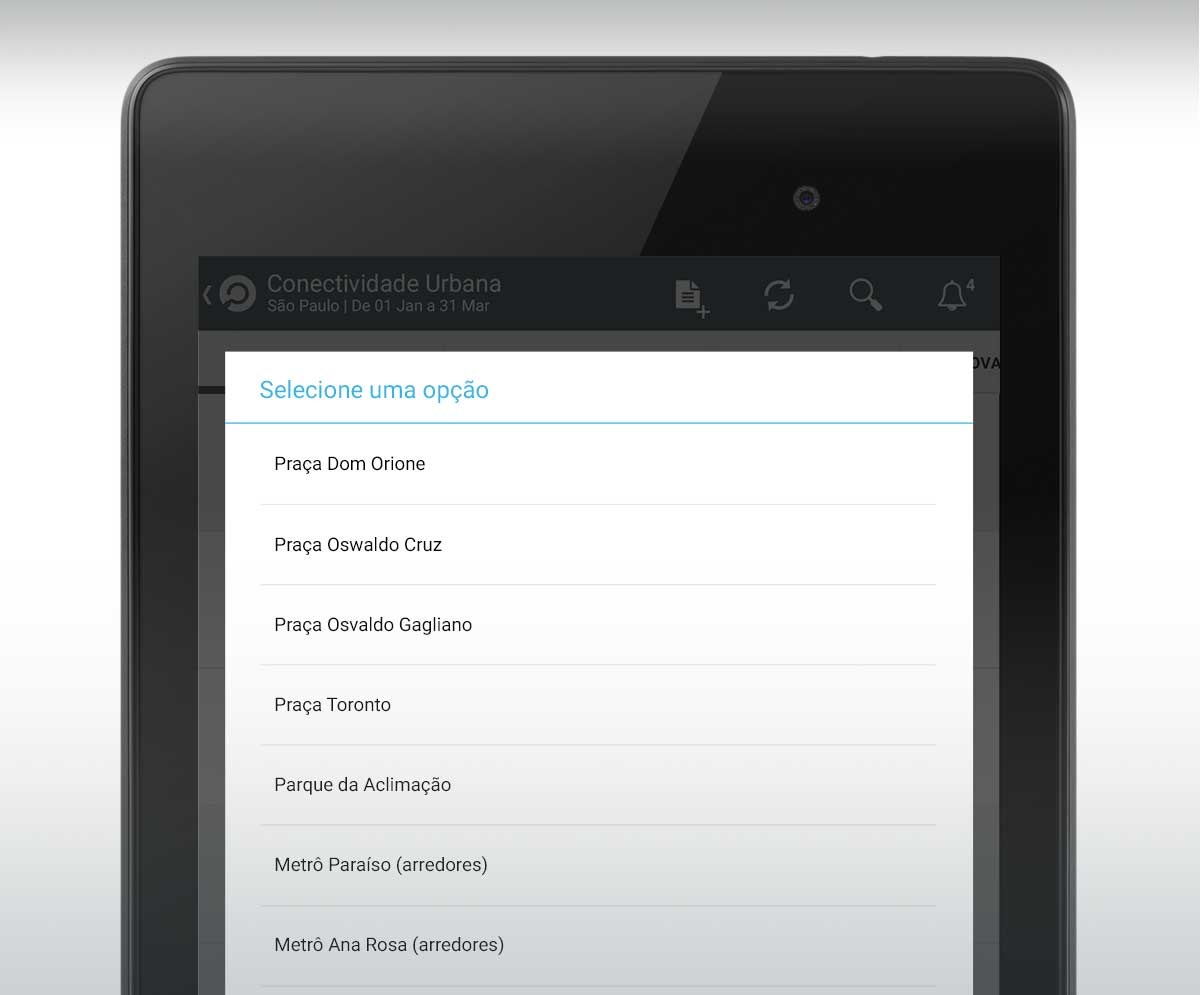 Conectividade Urbana
São Paulo | De 01 Jan a 31 Mar
4
OVA
Selecione uma opção
Praça Dom Orione
Praça Oswaldo Cruz
Praça Osvaldo Gagliano
Praça Toronto
Parque da Aclimação
Metrô Paraíso (arredores)
Metrô Ana Rosa (arredores)